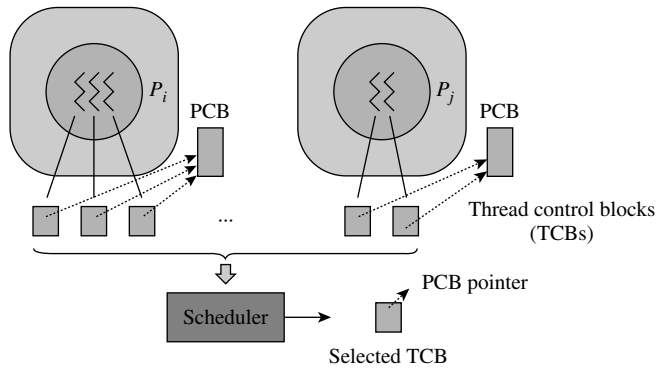 P_i
PCB
P_j
PCB
...
Thread control blocks
(TCBs)
Scheduler
PCB pointer
Selected TCB